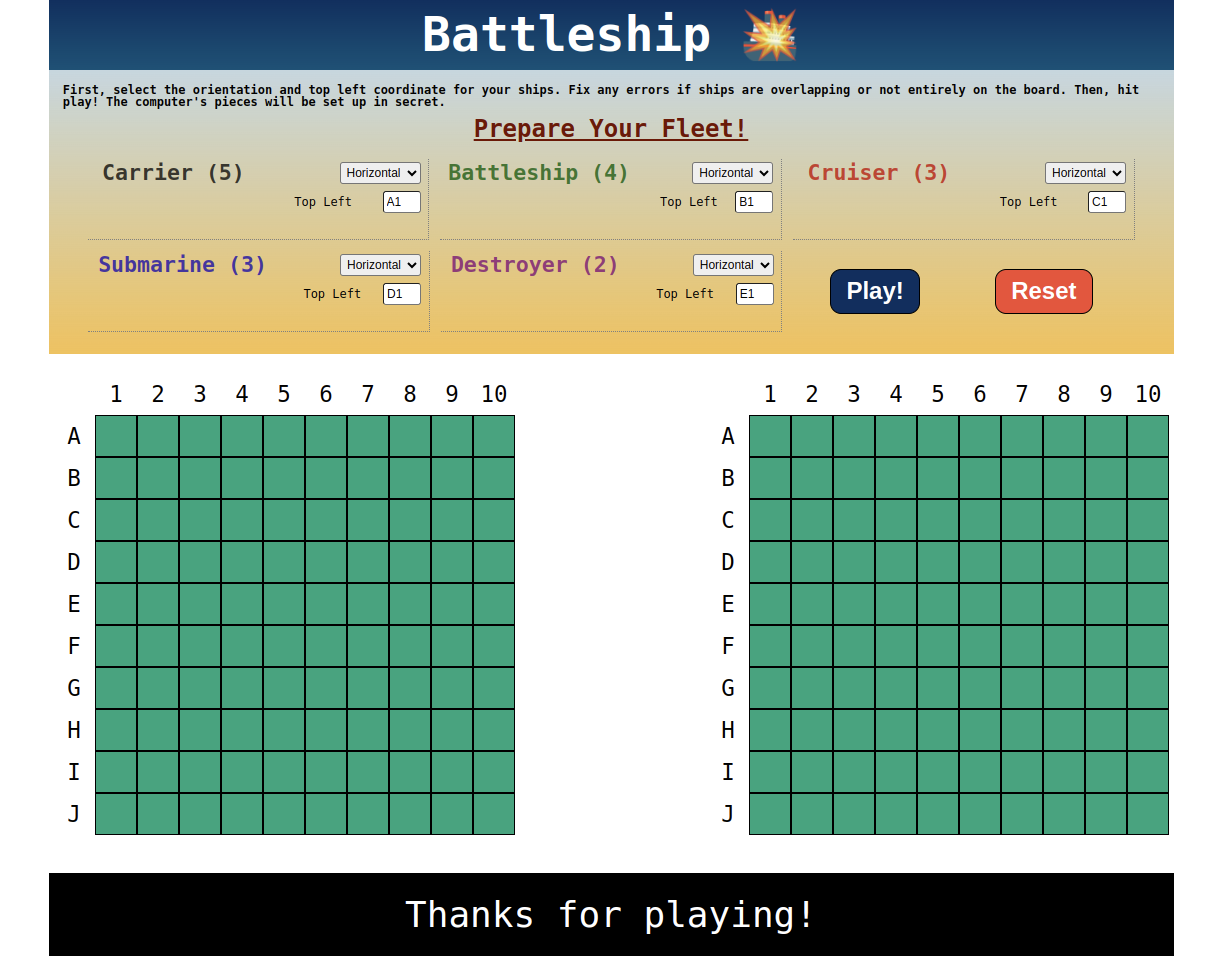 Battleship
First, select the orientation and top left coordinate for your ships. Fix any errors if ships are overlapping or not entirely on the board. Then, hit
play! The computer's pieces will be set up in secret.
Prepare Your Fleet!
Carrier (5) Horizontal
Top Left A1
Battleship (4) Horizontal
Top Left B1
Cruiser (3) Horizontal
Top Left C1
Submarine (3) Horizontal
Top Left D1
Destroyer (2) Horizontal
Top Left E1
Play! Reset
1 2 3 4 5 6 7 8 9 10
A
B
C
D
E
F
G
H
I
J
1 2 3 4 5 6 7 8 9 10
A
B
C
D
E
F
G
H
I
J
Thanks for playing!